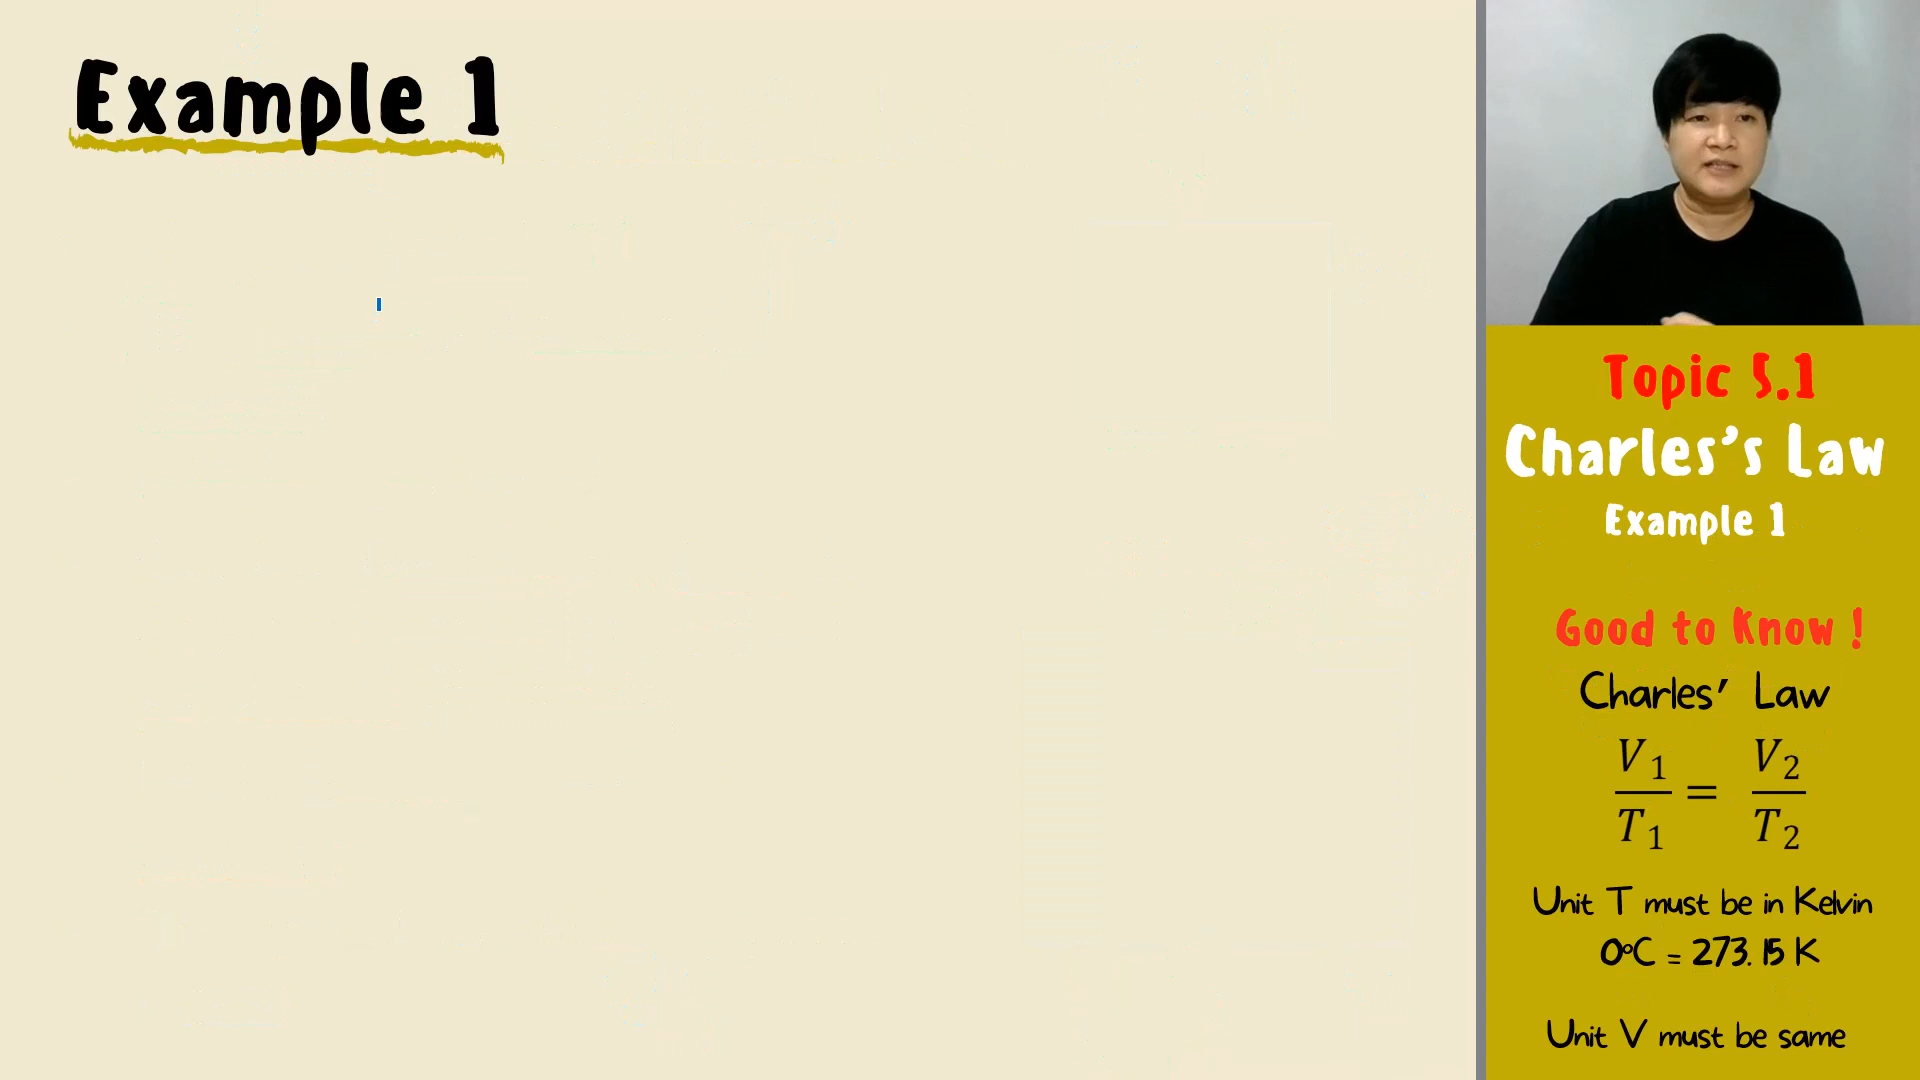 Example 1
Topic 5.1
Charles's Law
Example 1
Good to Know !
Charles' Law
V₁/T₁ = V₂/T₂
Unit T must be in Kelvin
0°C = 273.15 K
Unit V must be same